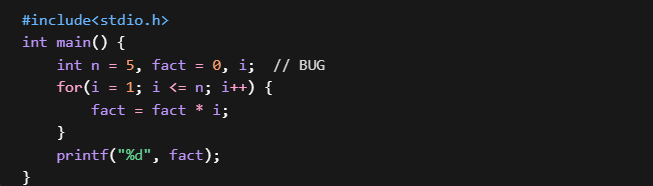 #include<stdio.h>
int main() {
    int n = 5, fact = 0, i;  // BUG
    for(i = 1; i <= n; i++) {
        fact = fact * i;
    }
    printf("%d", fact);
}